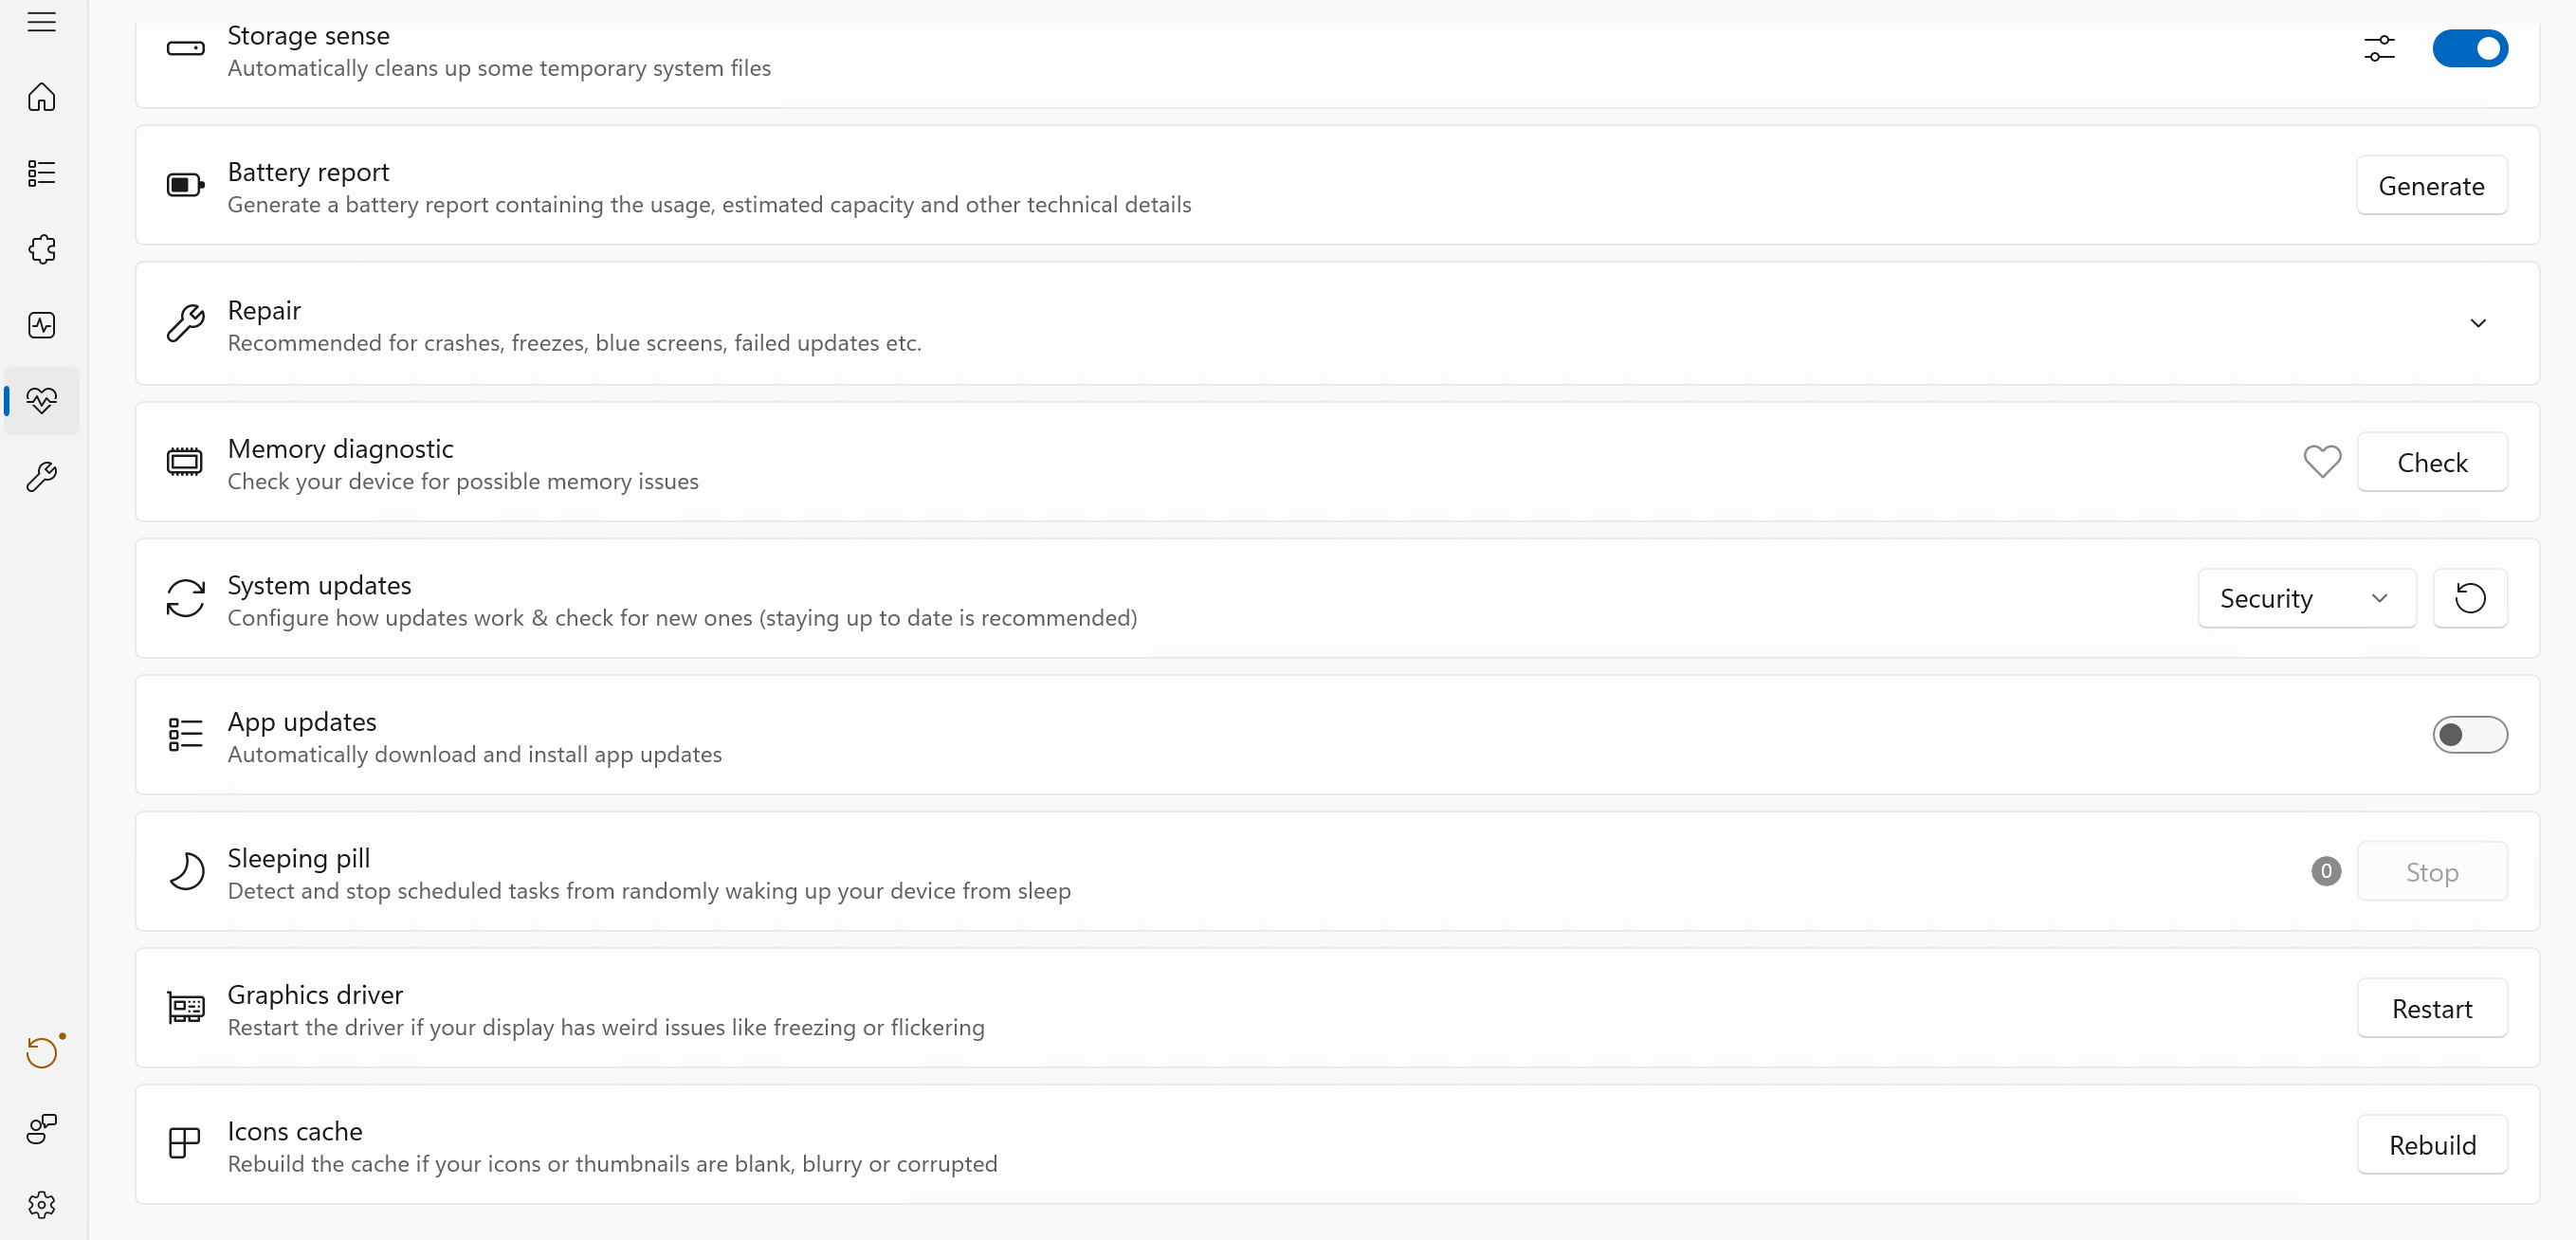 Storage sense
Automatically cleans up some temporary system files
Battery report
Generate a battery report containing the usage, estimated capacity and other technical details
Generate
Repair
Recommended for crashes, freezes, blue screens, failed updates etc.
Memory diagnostic
Check your device for possible memory issues
Check
System updates
Configure how updates work & check for new ones (staying up to date is recommended)
Security
App updates
Automatically download and install app updates
Sleeping pill
Detect and stop scheduled tasks from randomly waking up your device from sleep
0
Stop
Graphics driver
Restart the driver if your display has weird issues like freezing or flickering
Restart
Icons cache
Rebuild the cache if your icons or thumbnails are blank, blurry or corrupted
Rebuild